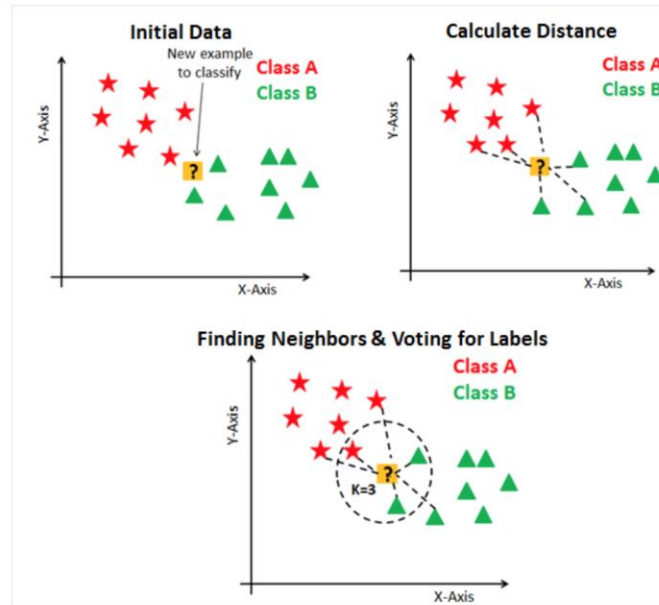 Initial Data
New example
to classify
Class A
Class B
?
Y-Axis
X-Axis
Calculate Distance
Class A
Class B
?
Y-Axis
X-Axis
Finding Neighbors & Voting for Labels
Class A
Class B
?
K=3
Y-Axis
X-Axis